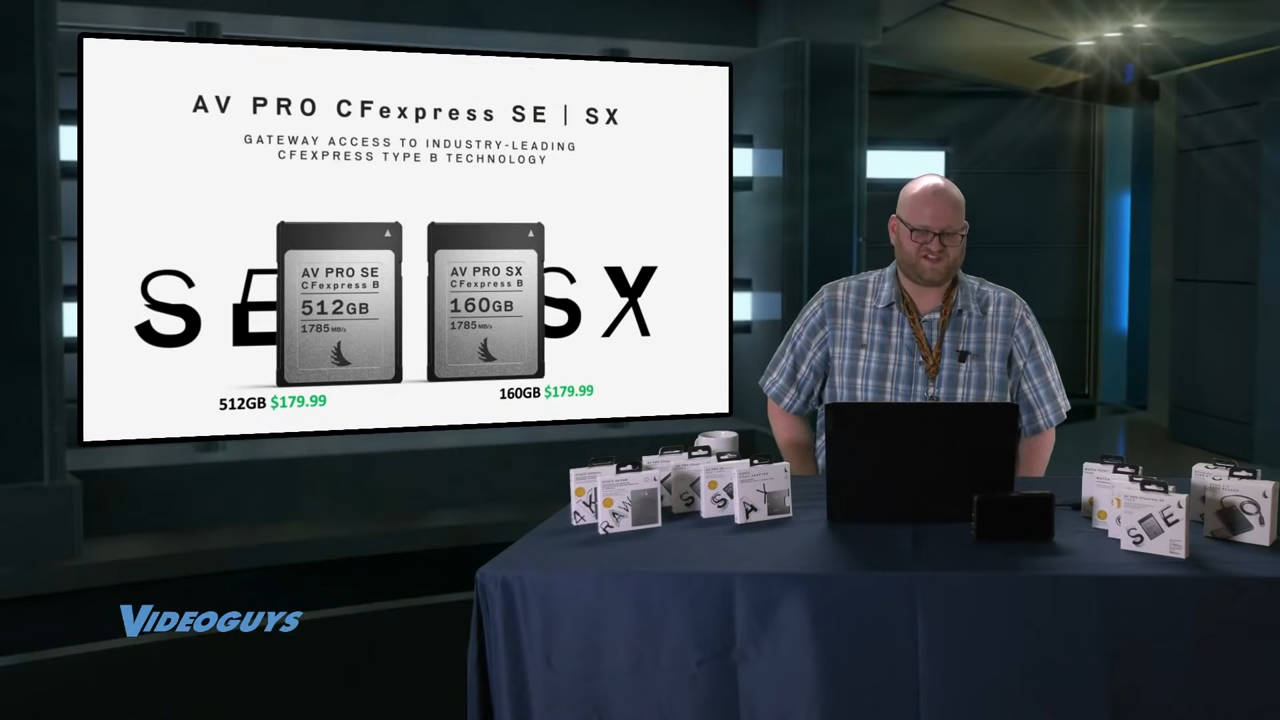 AV PRO CFexpress SE | SX
GATEWAY ACCESS TO INDUSTRY-LEADING
CFEXPRESS TYPE B TECHNOLOGY
SE
SX
AV PRO SE
CFexpress B
512GB
1785 MB/s
AV PRO SX
CFexpress B
160GB
1785 MB/s
512GB $179.99
160GB $179.99
RAW
SE
VIDEOGUYS